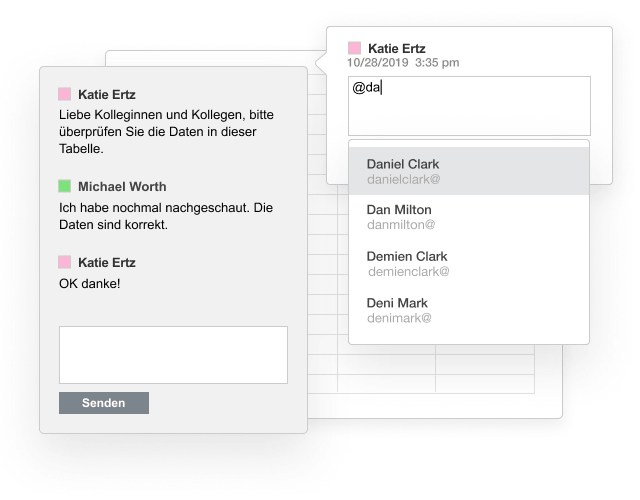 Katie Ertz
Liebe Kolleginnen und Kollegen, bitte
überprüfen Sie die Daten in dieser
Tabelle.
Michael Worth
Ich habe nochmal nachgeschaut. Die
Daten sind korrekt.
Katie Ertz
OK danke!
Senden
Katie Ertz
10/28/2019 3:35 pm
@da
Daniel Clark
danielclark@
Dan Milton
danmilton@
Demien Clark
demienclark@
Deni Mark
denimark@